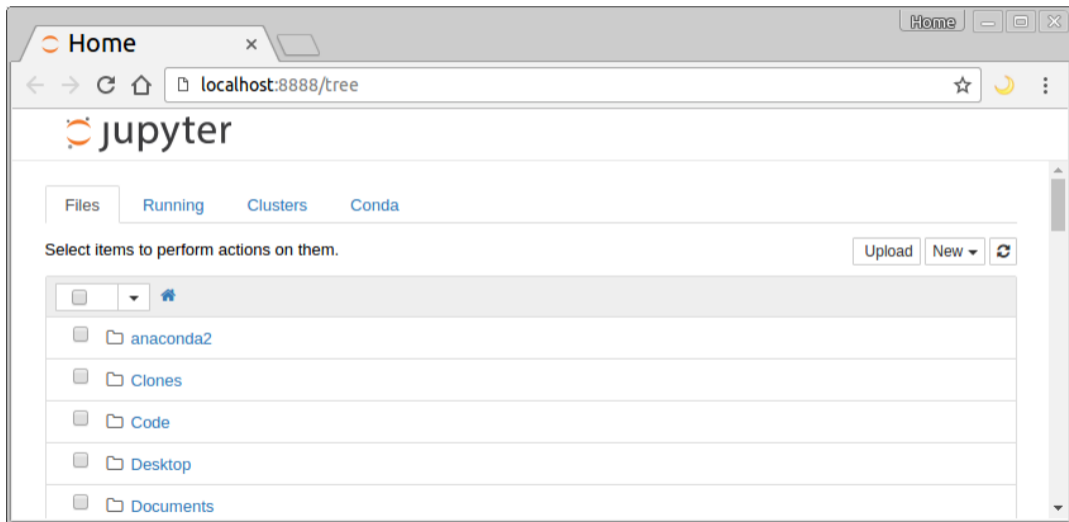 Home
Home
localhost:8888/tree
jupyter
Files Running Clusters Conda
Select items to perform actions on them.
Upload New
anaconda2
Clones
Code
Desktop
Documents